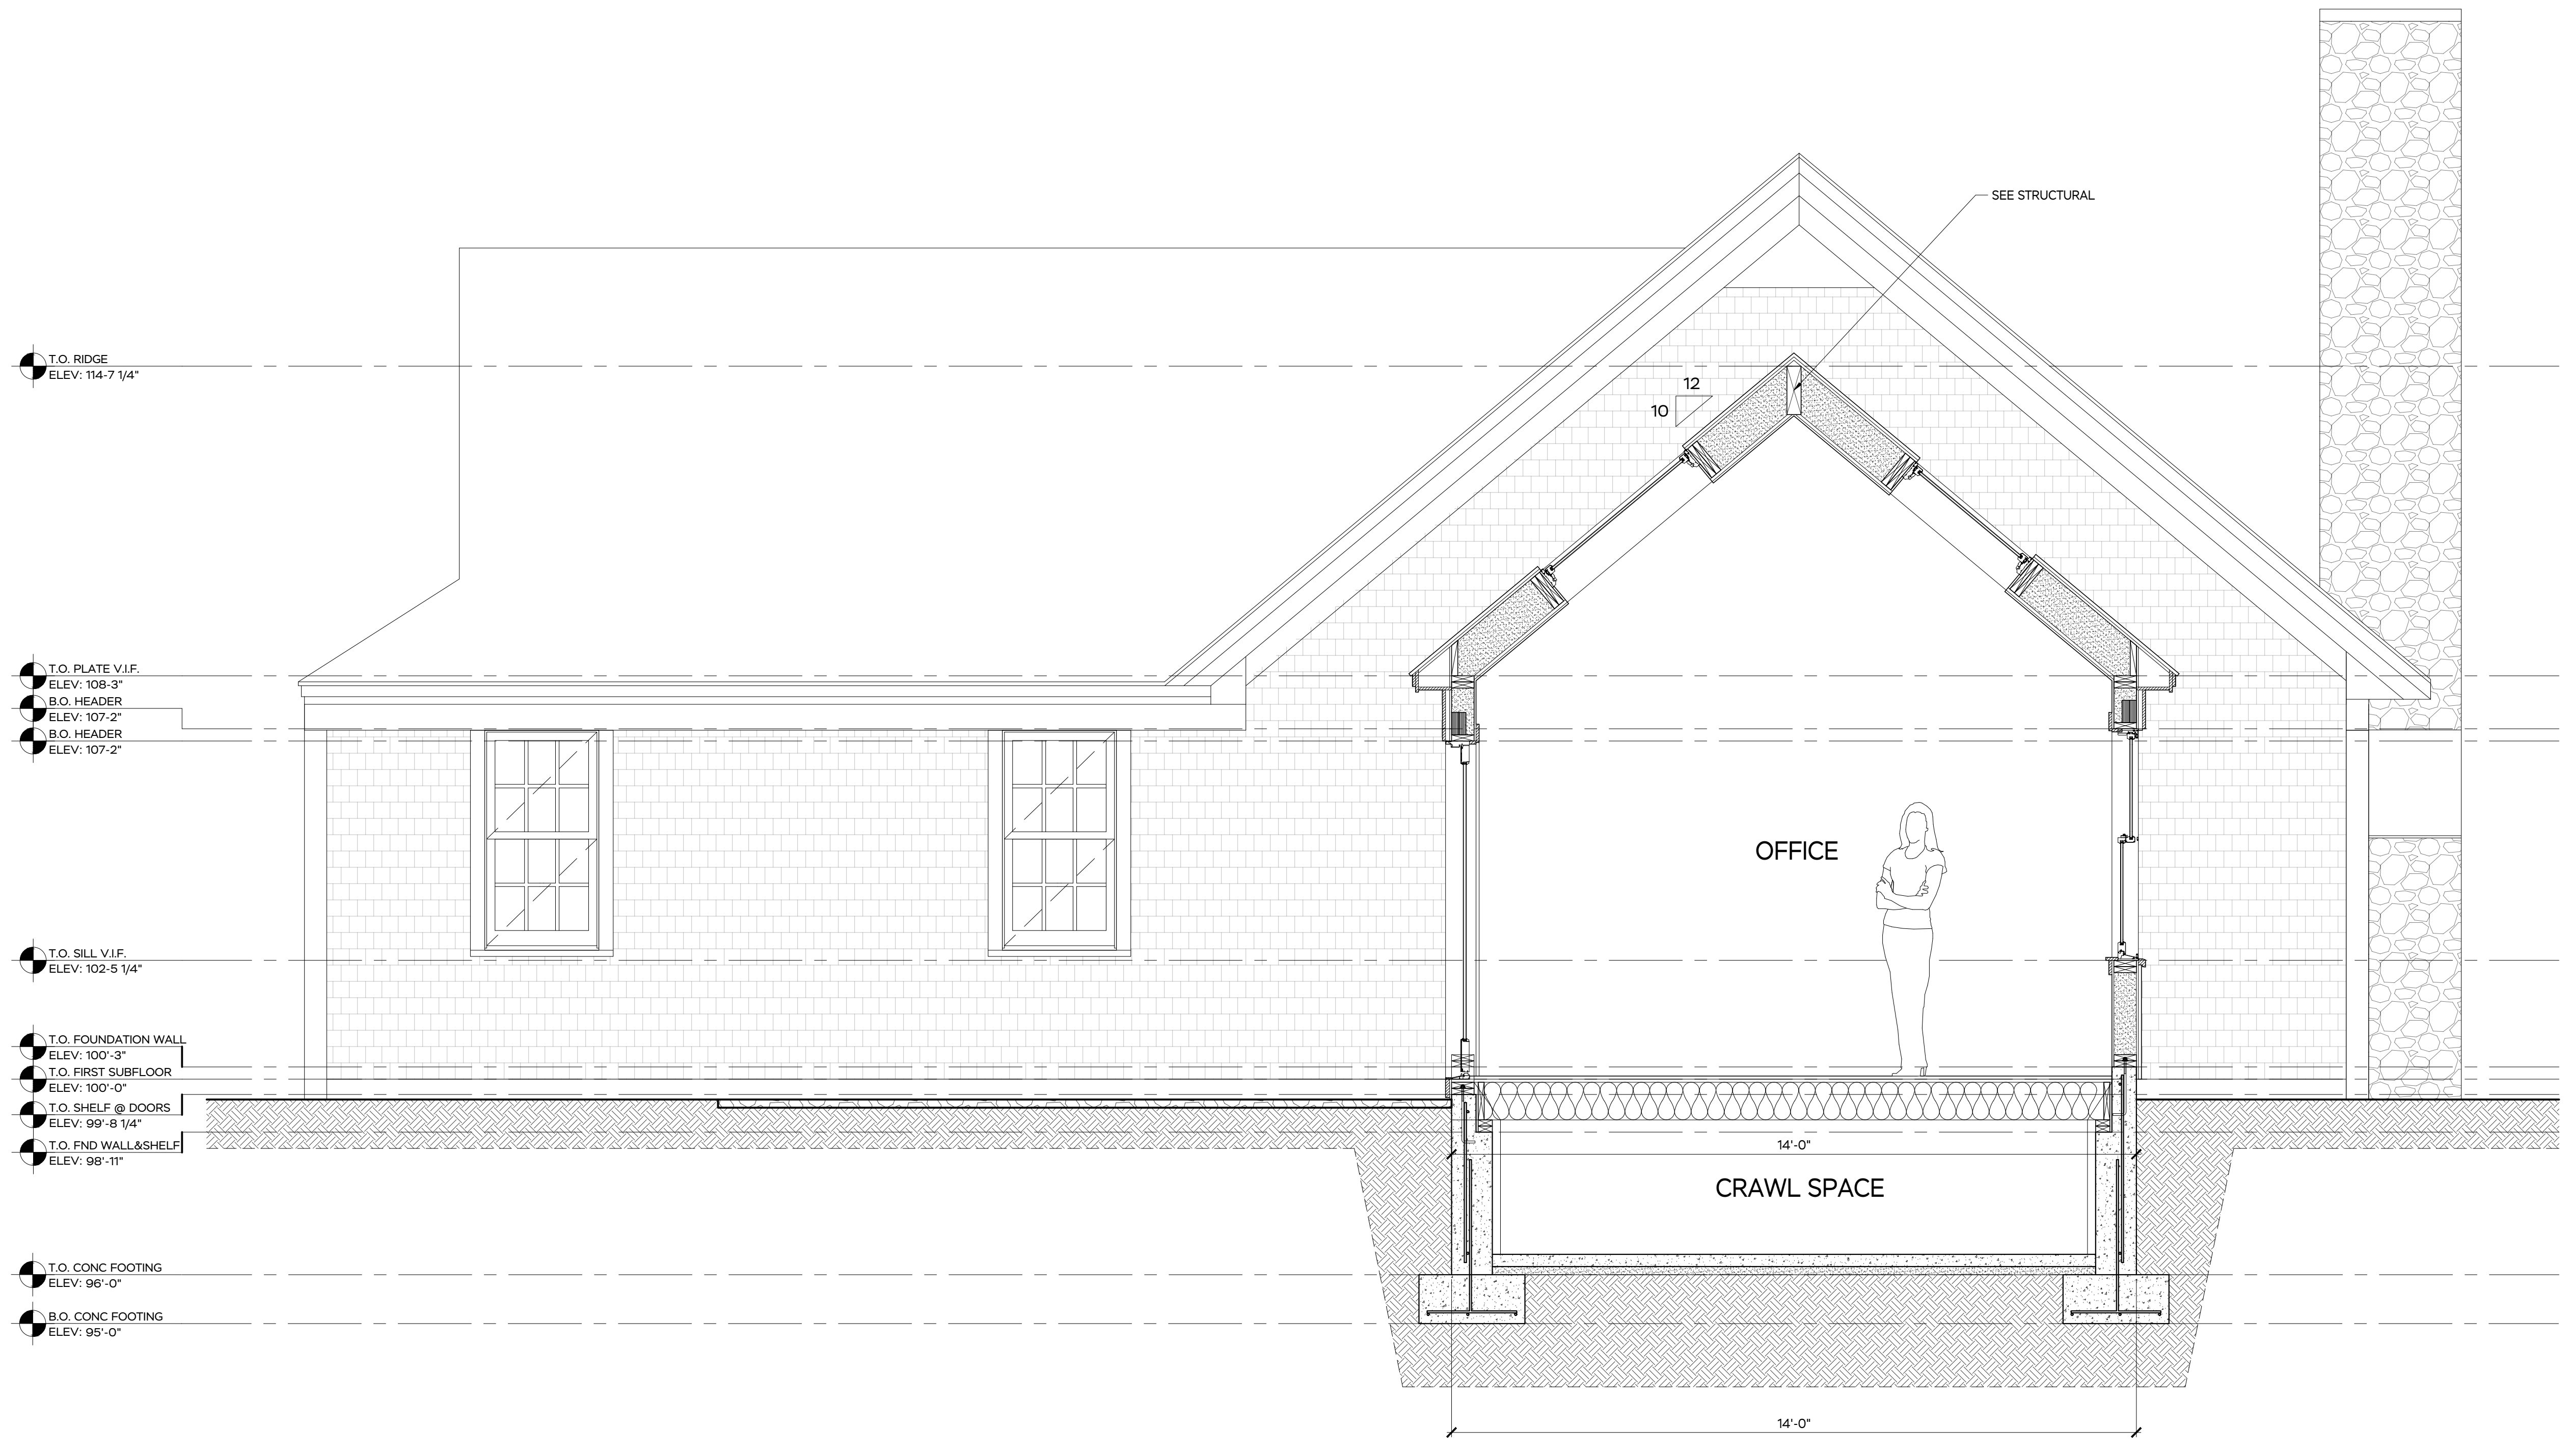 SEE STRUCTURAL
T.O. RIDGE
ELEV: 114-7 1/4"
12
10
T.O. PLATE V.I.F.
ELEV: 108-3"
B.O. HEADER
ELEV: 107-2"
B.O. HEADER
ELEV: 107-2"
OFFICE
T.O. SILL V.I.F.
ELEV: 102-5 1/4"
T.O. FOUNDATION WALL
ELEV: 100'-3"
T.O. FIRST SUBFLOOR
ELEV: 100'-0"
T.O. SHELF @ DOORS
ELEV: 99'-8 1/4"
T.O. FND WALL&SHELF
ELEV: 98'-11"
14'-0"
CRAWL SPACE
T.O. CONC FOOTING
ELEV: 96'-0"
B.O. CONC FOOTING
ELEV: 95'-0"
14'-0"